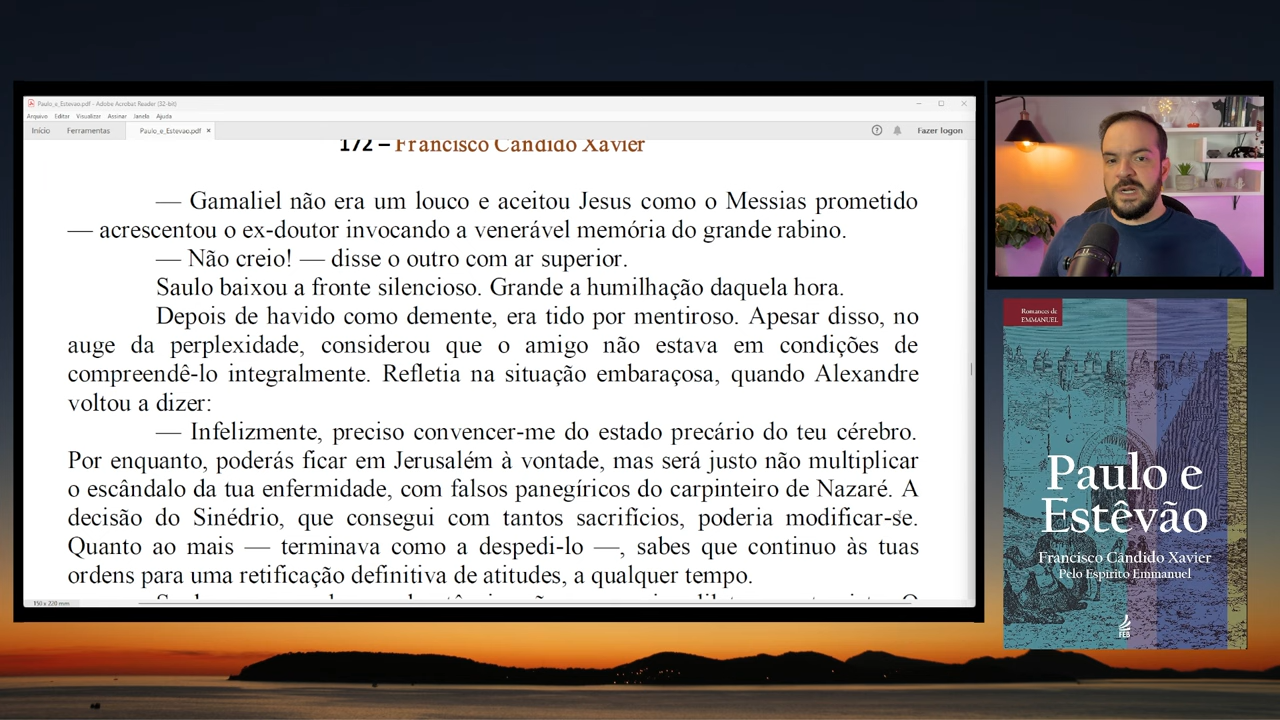 Paulo_e_Estevao.pdf - Adobe Acrobat Reader (32-bit)
Arquivo Editar Visualizar Assinar Janela Ajuda
Início Ferramentas Paulo_e_Estevao.pdf × Fazer logon
172 – Francisco Cândido Xavier
— Gamaliel não era um louco e aceitou Jesus como o Messias prometido
— acrescentou o ex-doutor invocando a venerável memória do grande rabino.
— Não creio! — disse o outro com ar superior.
Saulo baixou a fronte silencioso. Grande a humilhação daquela hora.
Depois de havido como demente, era tido por mentiroso. Apesar disso, no
auge da perplexidade, considerou que o amigo não estava em condições de
compreendê-lo integralmente. Refletia na situação embaraçosa, quando Alexandre
voltou a dizer:
— Infelizmente, preciso convencer-me do estado precário do teu cérebro.
Por enquanto, poderás ficar em Jerusalém à vontade, mas será justo não multiplicar
o escândalo da tua enfermidade, com falsos panegíricos do carpinteiro de Nazaré. A
decisão do Sinédrio, que consegui com tantos sacrifícios, poderia modificar-se.
Quanto ao mais — terminava como a despedi-lo —, sabes que continuo às tuas
ordens para uma retificação definitiva de atitudes, a qualquer tempo.
150 x 220 mm
Romances de
EMMANUEL
Paulo e
Estêvão
Francisco Cândido Xavier
Pelo Espírito Emmanuel
FEB